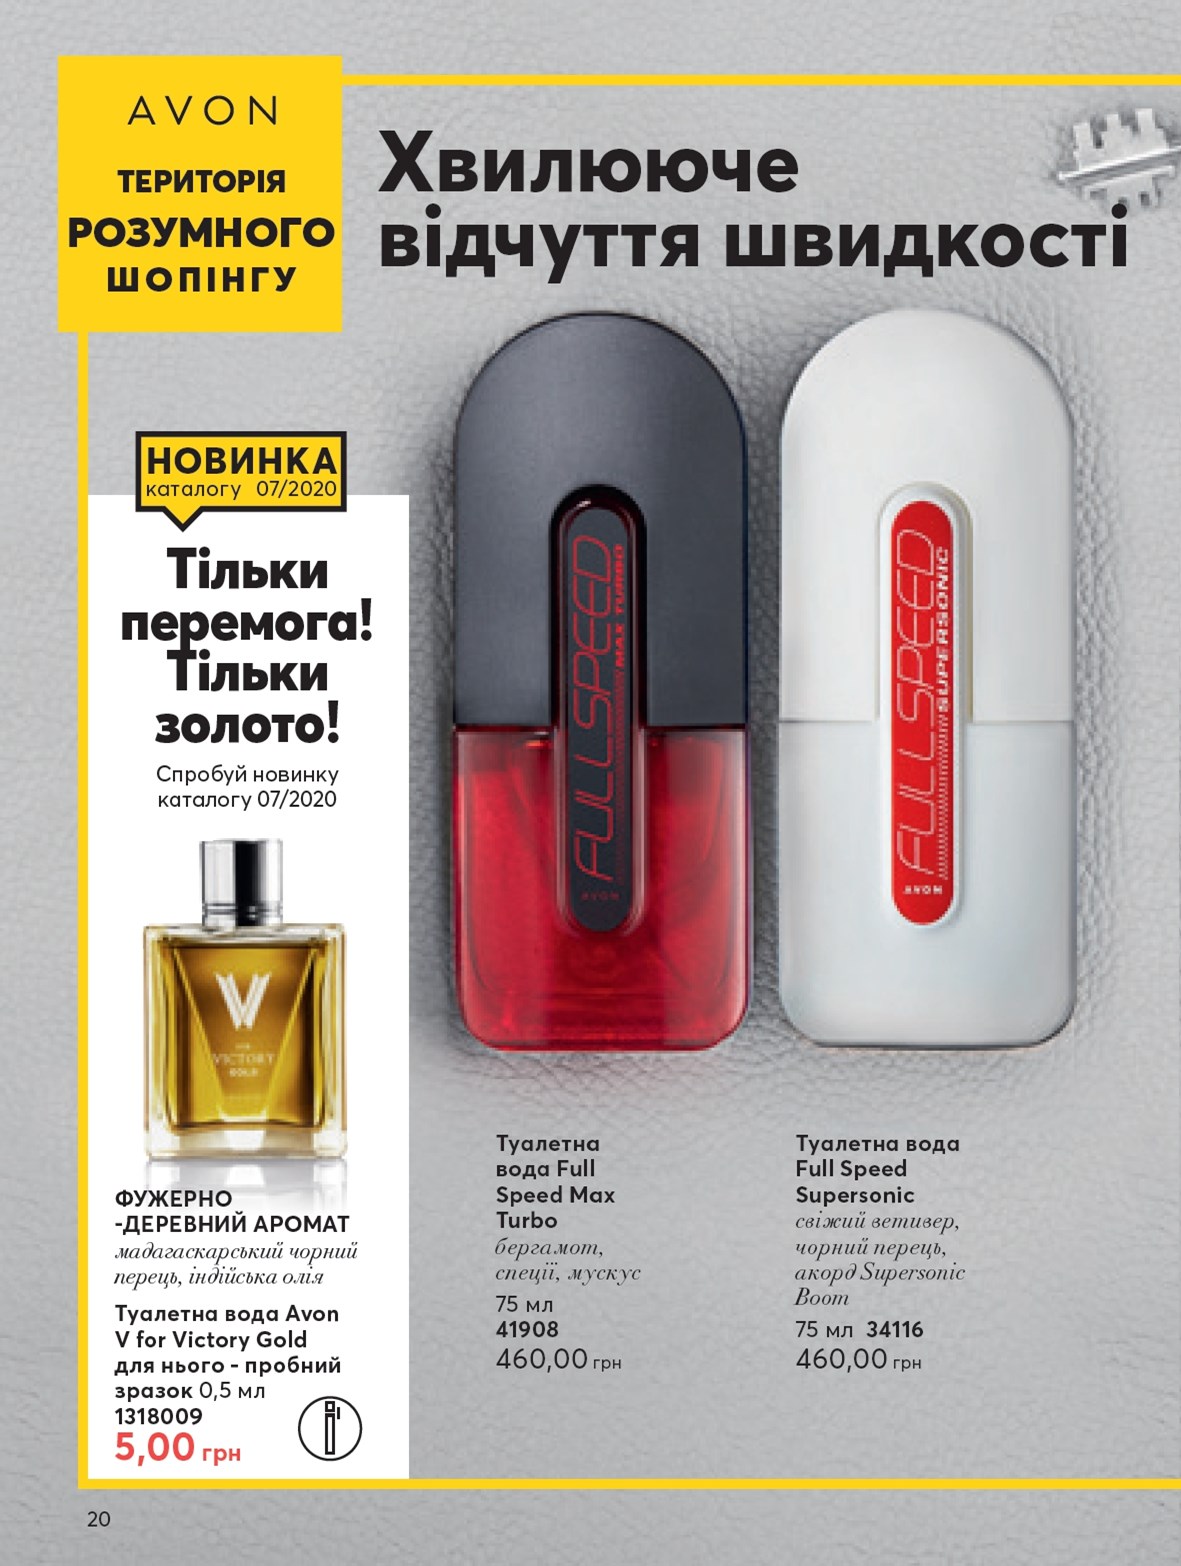 AVON
ТЕРИТОРІЯ
РОЗУМНОГО
ШОПІНГУ
Хвилююче
відчуття швидкості
НОВИНКА
каталогу 07/2020
Тільки
перемога!
Тільки
золото!
Спробуй новинку
каталогу 07/2020
V
FOR
VICTORY
GOLD
ФУЖЕРНО
-ДЕРЕВНИЙ АРОМАТ
мадагаскарський чорний
перець, індійська олія
Туалетна вода Avon
V for Victory Gold
для нього - пробний
зразок 0,5 мл
1318009
5,00 грн
FULL SPEED
MAX TURBO
AVON
FULL SPEED
SUPERSONIC
AVON
Туалетна
вода Full
Speed Max
Turbo
бергамот,
спеції, мускус
75 мл
41908
460,00 грн
Туалетна вода
Full Speed
Supersonic
свіжий ветивер,
чорний перець,
акорд Supersonic
Boom
75 мл 34116
460,00 грн
20